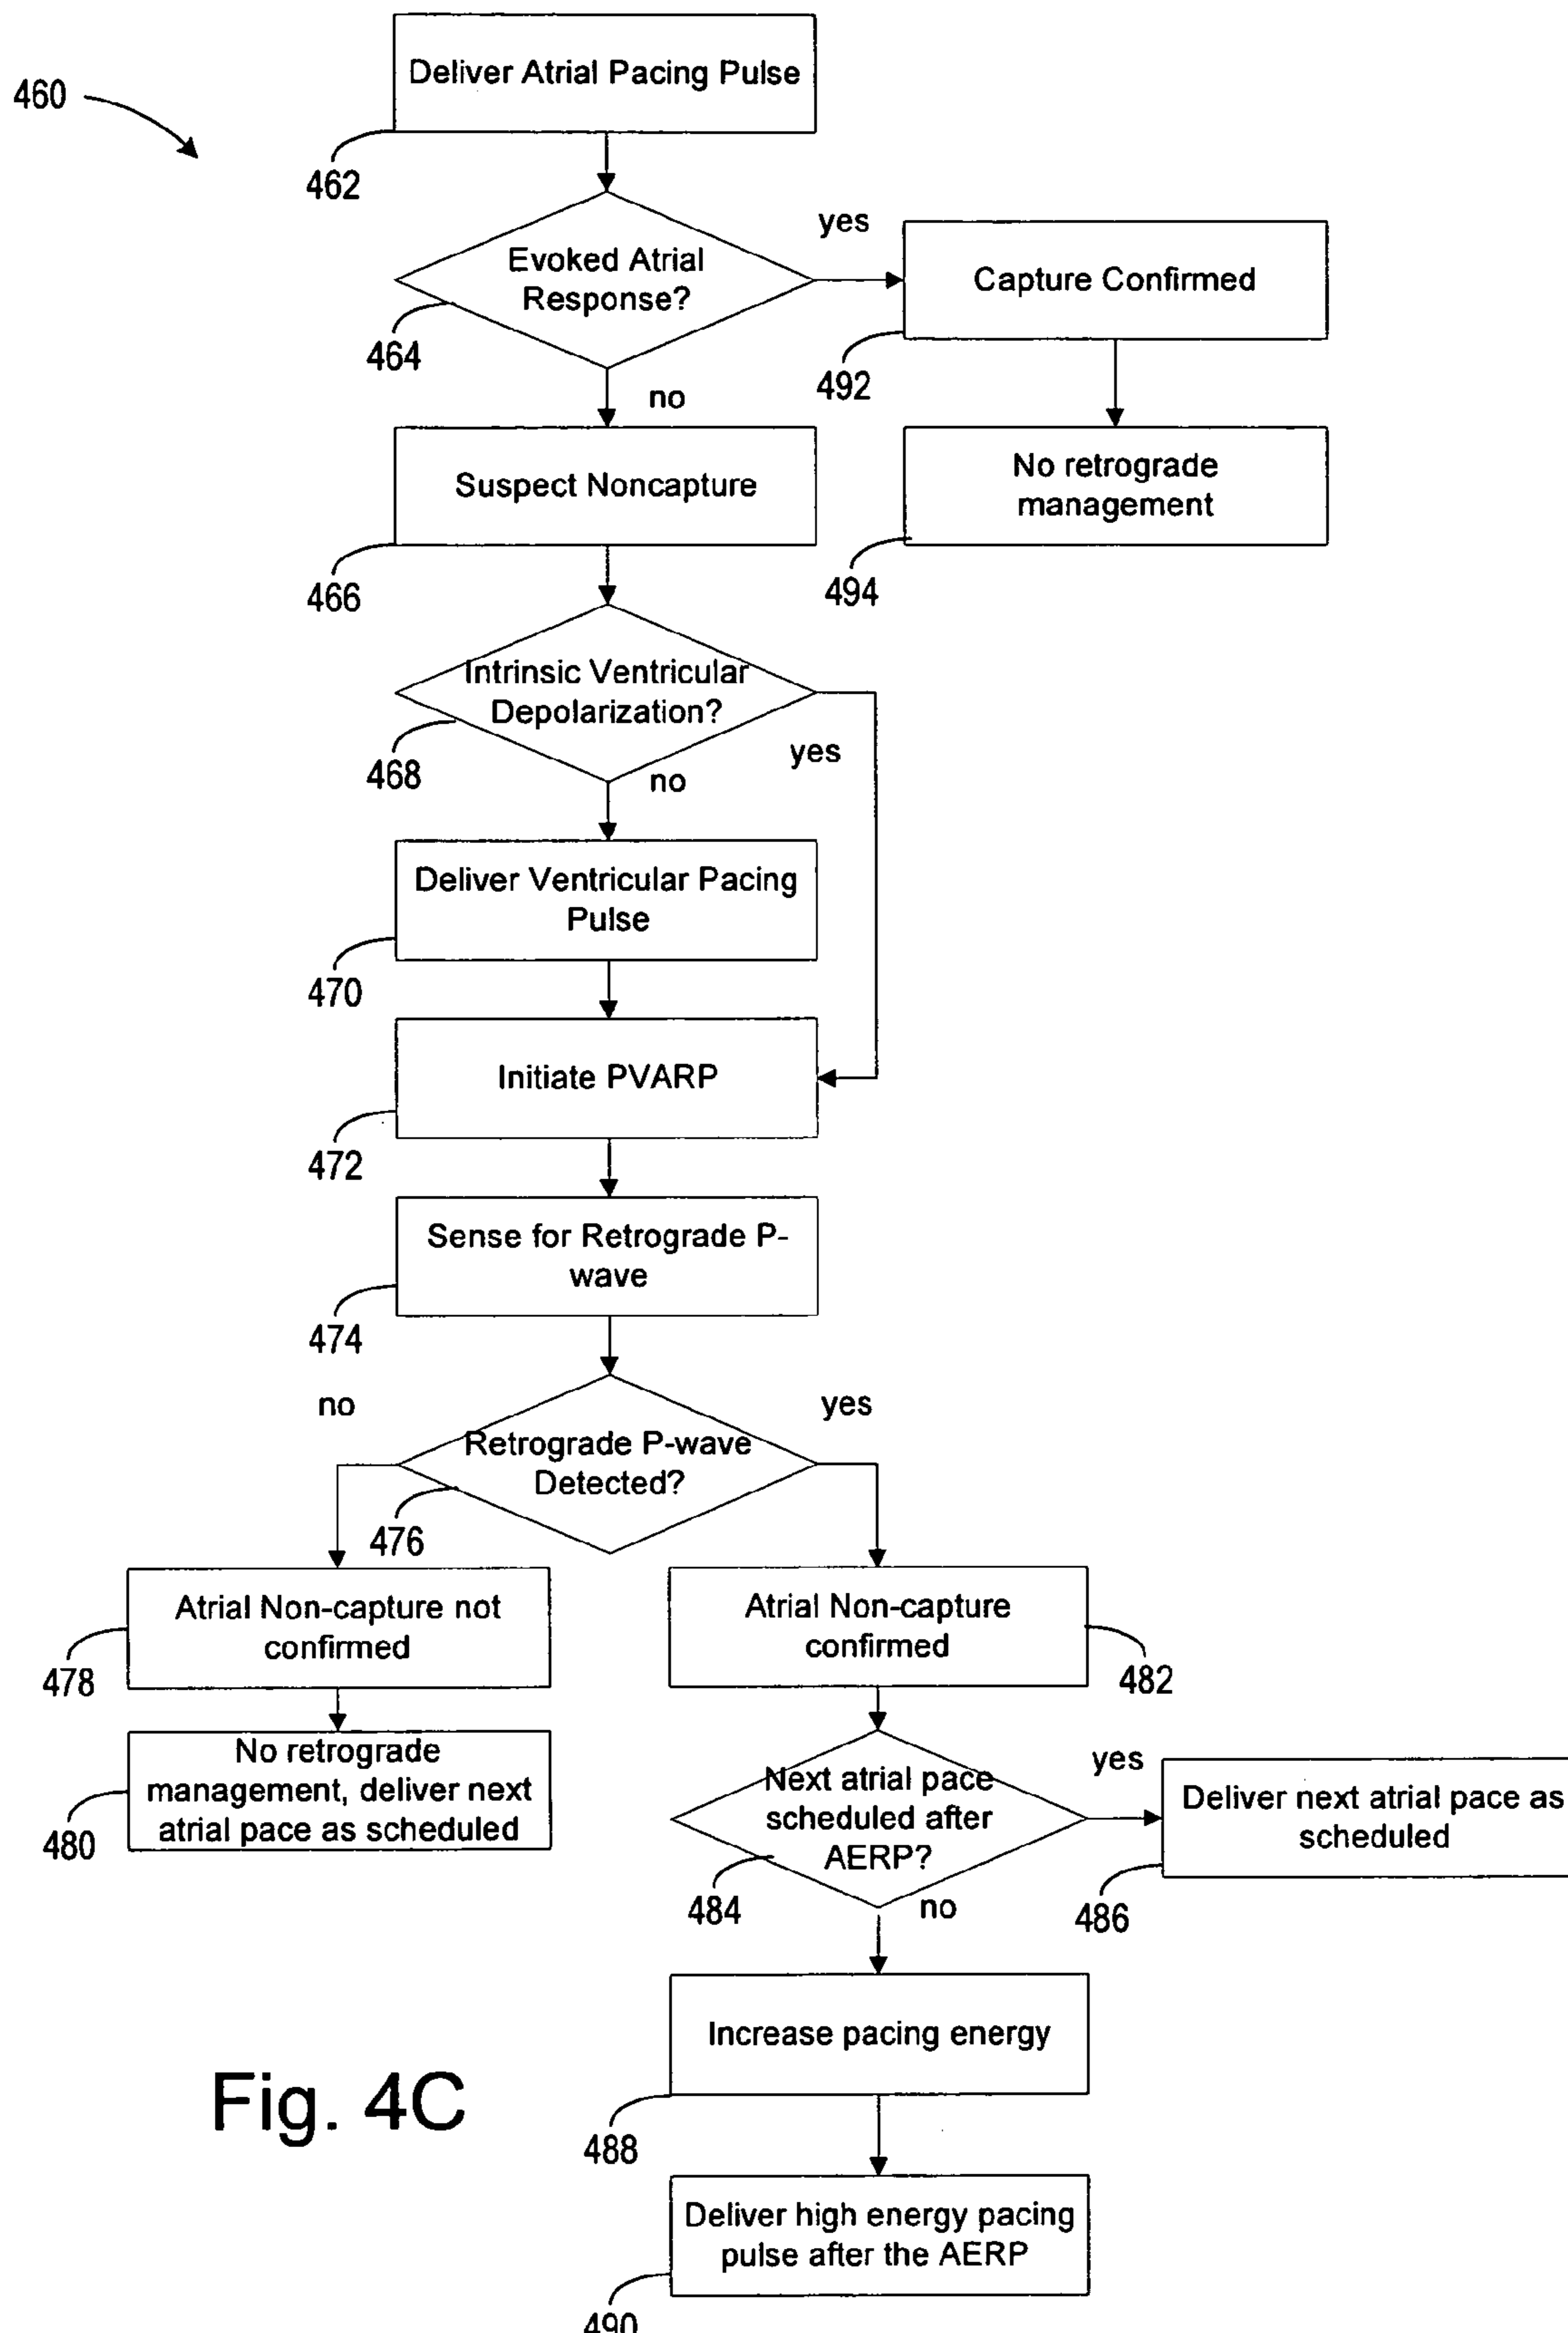 Deliver Atrial Pacing Pulse
460
462
yes
Evoked Atrial
Response?
Capture Confirmed
464
492
no
Suspect Noncapture
No retrograde
management
466
494
Intrinsic Ventricular
Depolarization?
yes
468
no
Deliver Ventricular Pacing
Pulse
470
Initiate PVARP
472
Sense for Retrograde P-
wave
474
no
yes
Retrograde P-wave
Detected?
476
Atrial Non-capture not
confirmed
Atrial Non-capture
confirmed
478
482
No retrograde
management, deliver next
atrial pace as scheduled
yes
Next atrial pace
scheduled after
AERP?
Deliver next atrial pace as
scheduled
480
484
no
486
Increase pacing energy
Fig. 4C
488
Deliver high energy pacing
pulse after the AERP
490